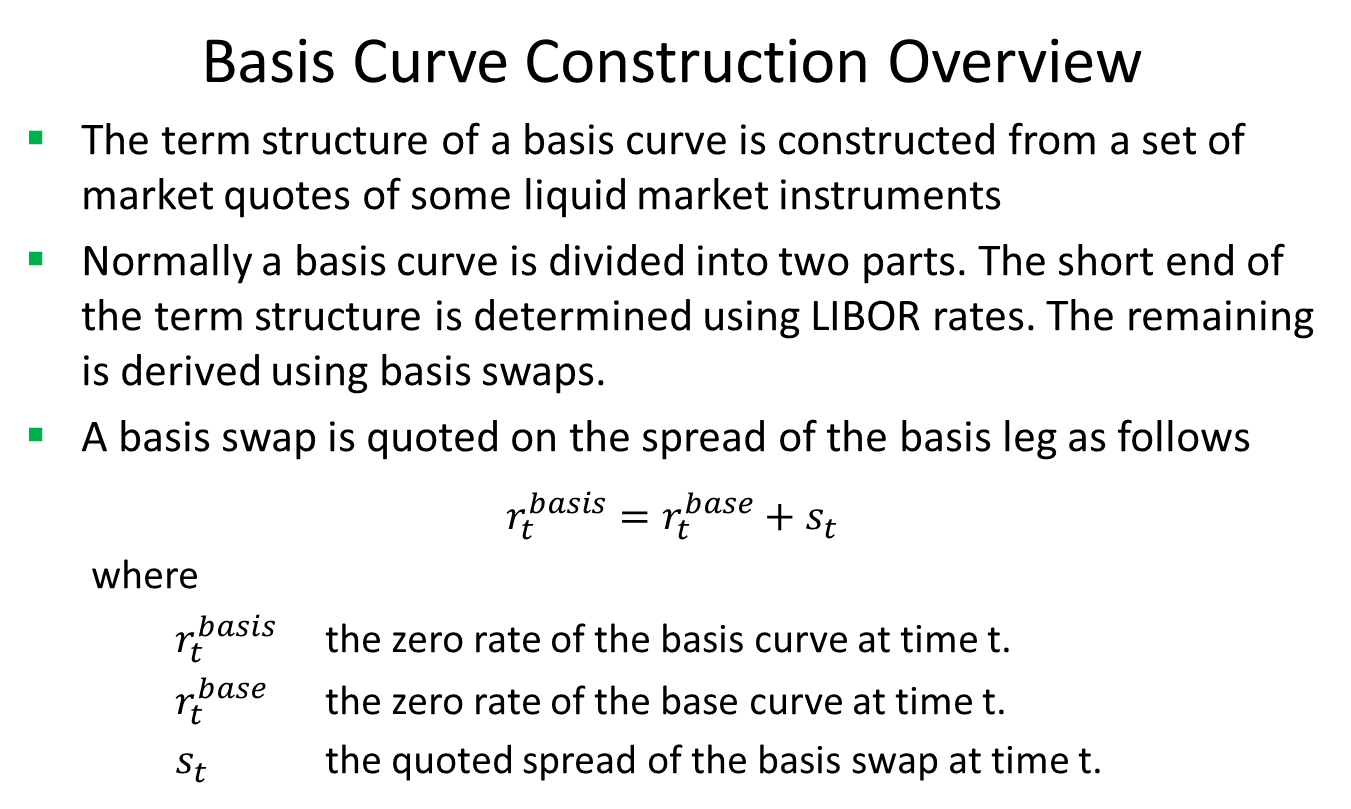 Basis Curve Construction Overview
▪ The term structure of a basis curve is constructed from a set of
market quotes of some liquid market instruments
▪ Normally a basis curve is divided into two parts. The short end of
the term structure is determined using LIBOR rates. The remaining
is derived using basis swaps.
▪ A basis swap is quoted on the spread of the basis leg as follows
$r_t^{basis} = r_t^{base} + s_t$
where
$r_t^{basis}$ the zero rate of the basis curve at time t.
$r_t^{base}$ the zero rate of the base curve at time t.
$s_t$ the quoted spread of the basis swap at time t.